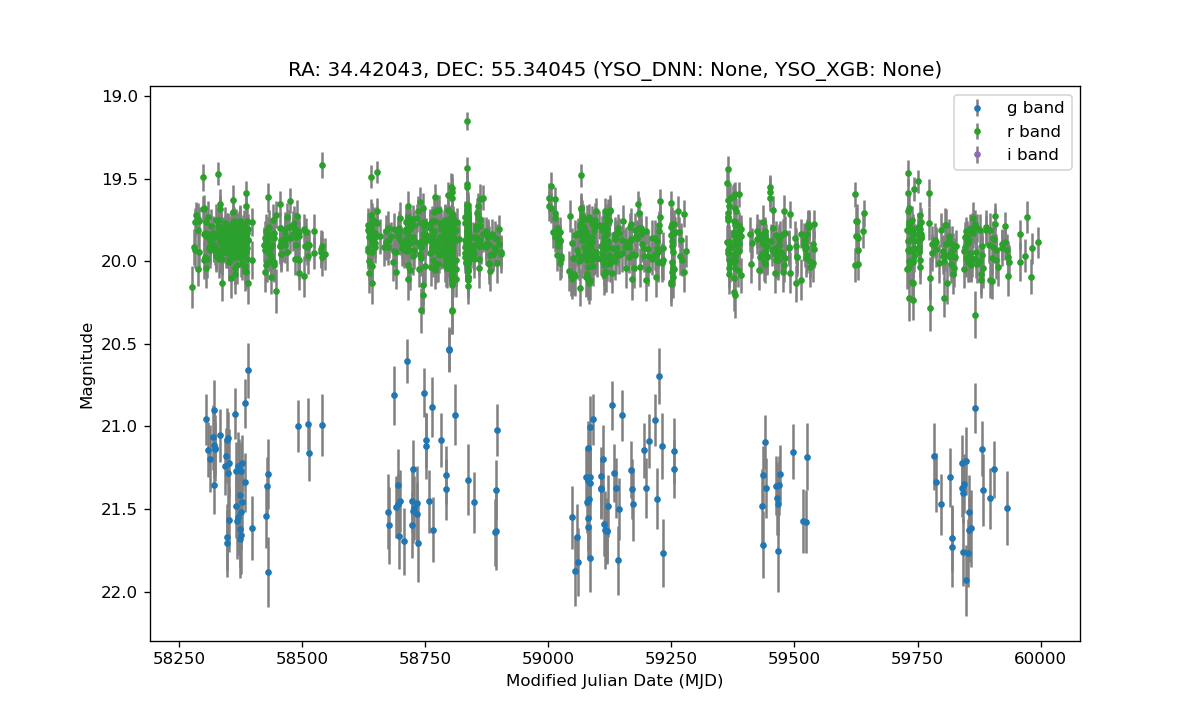 RA: 34.42043, DEC: 55.34045 (YSO_DNN: None, YSO_XGB: None)
g band
r band
i band
19.0
19.5
20.0
20.5
21.0
21.5
22.0
Magnitude
58250 58500 58750 59000 59250 59500 59750 60000
Modified Julian Date (MJD)